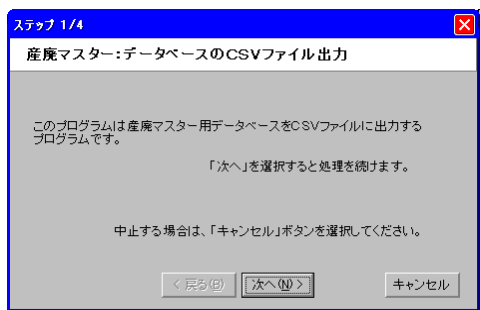 ステップ 1/4
産廃マスター:データベースのCSVファイル出力
このプログラムは産廃マスター用データベースをCSVファイルに出力する
プログラムです。
「次へ」を選択すると処理を続けます。
中止する場合は、「キャンセル」ボタンを選択してください。
< 戻る(B) 次へ(N) > キャンセル